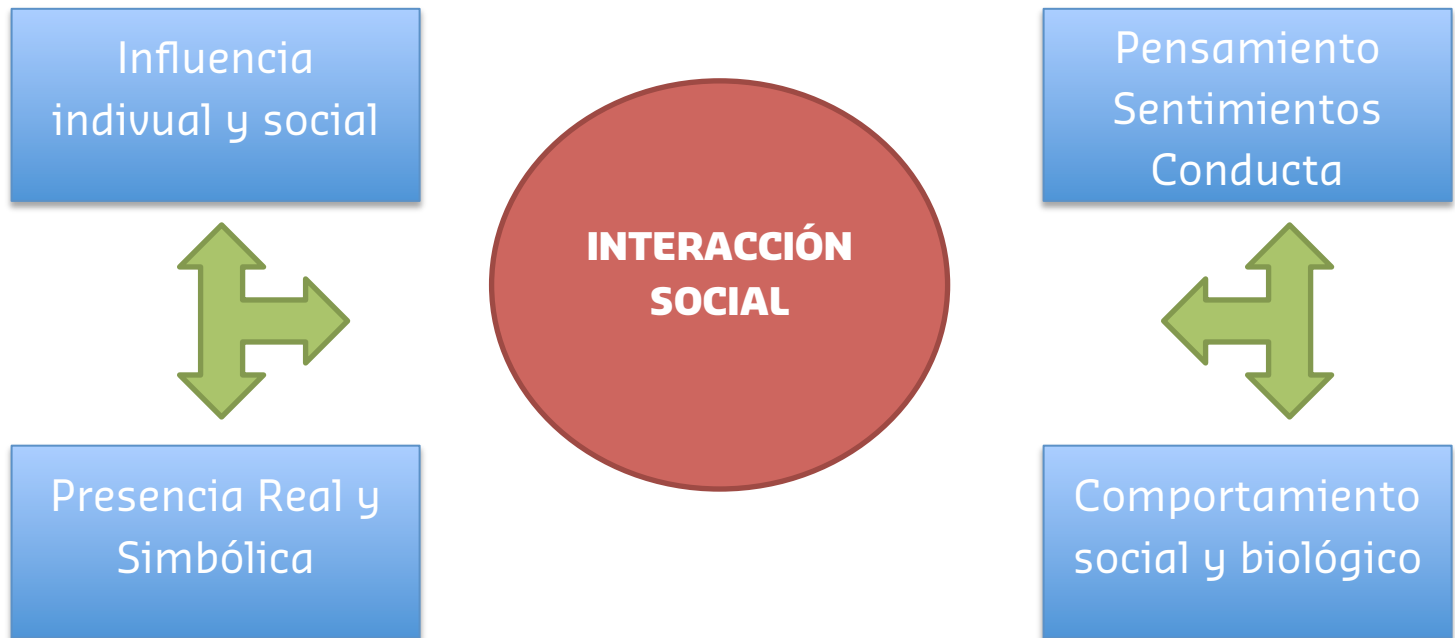 Influencia
indivual y social
INTERACCIÓN
SOCIAL
Pensamiento
Sentimientos
Conducta
Presencia Real y
Simbólica
Comportamiento
social y biológico